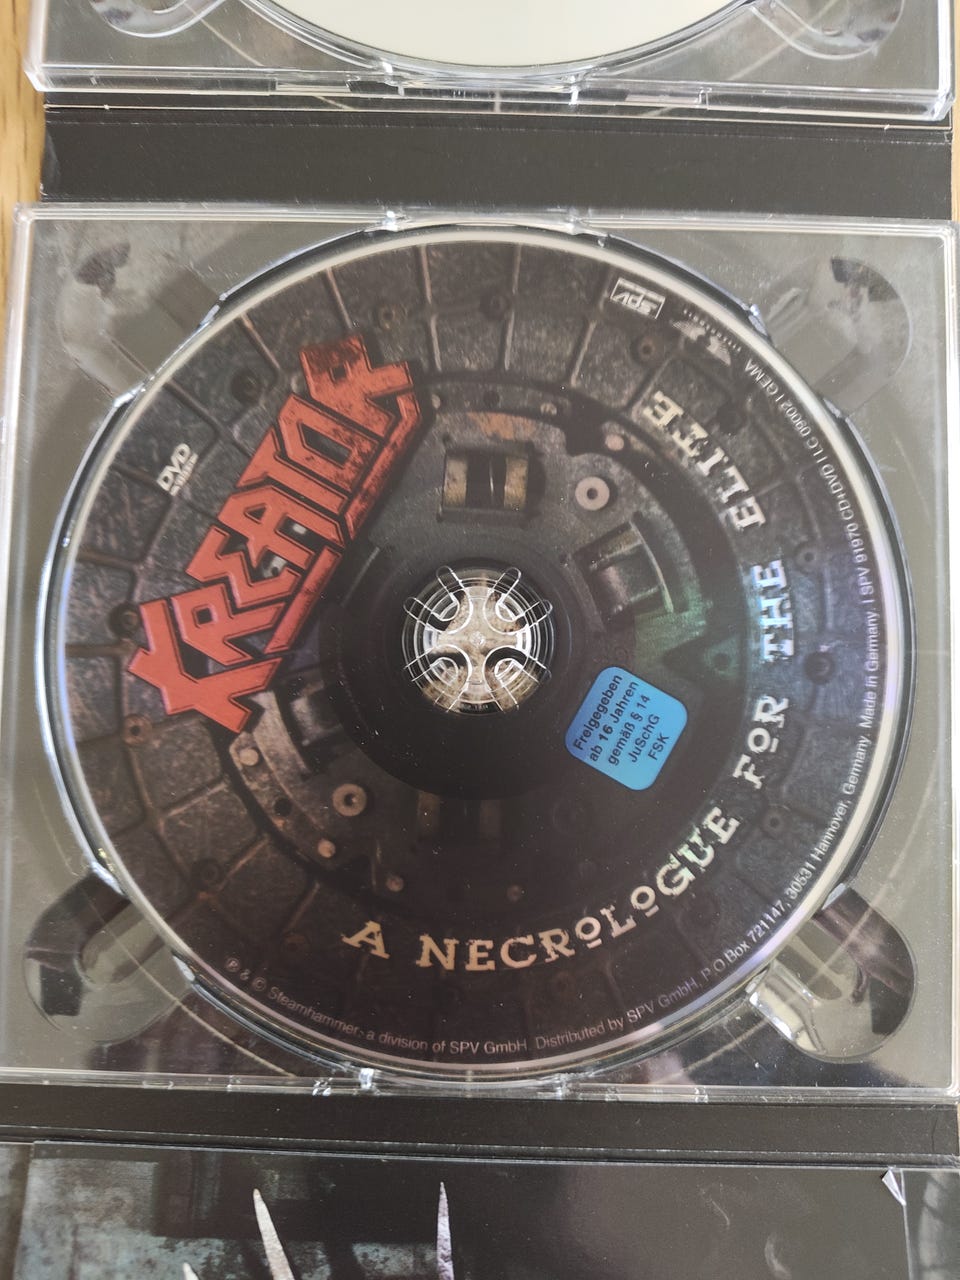 KREATOR
DVD
SPV
A NECROLOGUE FOR THE ELITE
Freigegeben
ab 16 Jahren
gemäß § 14
JuSchG
FSK
℗ & © Steamhammer, a division of SPV GmbH. Distributed by SPV GmbH, P O Box 721147, 30531 Hannover, Germany. Made in Germany. | SPV 91970 CD+DVD | LC 09002 | GEMA